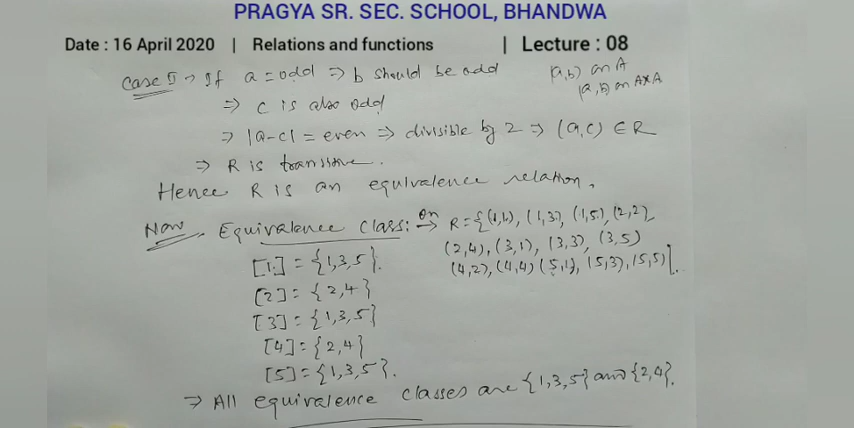 PRAGYA SR. SEC. SCHOOL, BHANDWA
Date : 16 April 2020 | Relations and functions | Lecture : 08
Case I → If a = odd ⇒ b should be odd
(a,b) on A
(a,b) on A×A
⇒ c is also odd
⇒ |a-c| = even ⇒ divisible by 2 ⇒ (a,c) ∈ R
⇒ R is transitive.
Hence R is an equivalence relation.
Now, Equivalence class: on ⇒ R = {(1,1), (1,3), (1,5), (2,2),
(2,4), (3,1), (3,3), (3,5)
(4,2), (4,4) (5,1), (5,3), (5,5)}.
[1] = {1,3,5}.
[2] = {2,4}
[3] = {1,3,5}
[4] = {2,4}
[5] = {1,3,5}.
⇒ All equivalence classes are {1,3,5} and {2,4}.